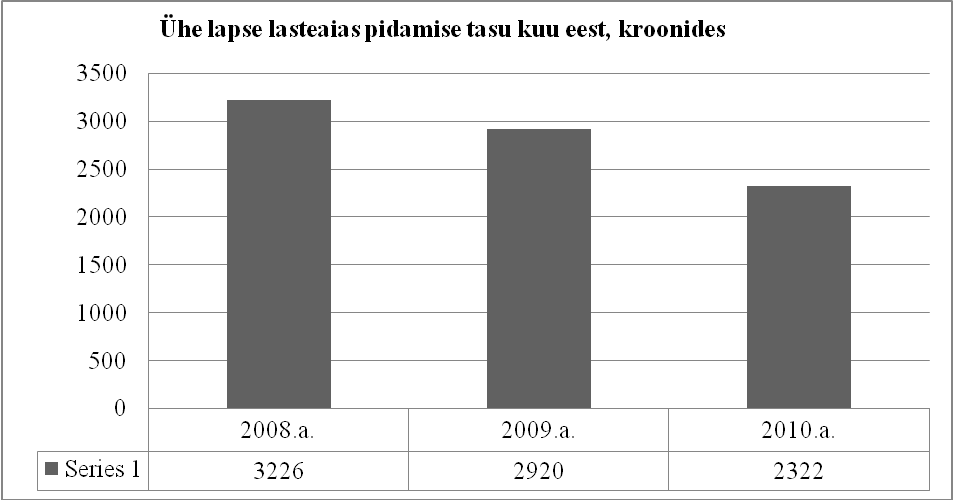 Ühe lapse lasteaias pidamise tasu kuu eest, kroonides
3500
3000
2500
2000
1500
1000
500
0
2008.a. 2009.a. 2010.a.
Series 1 3226 2920 2322